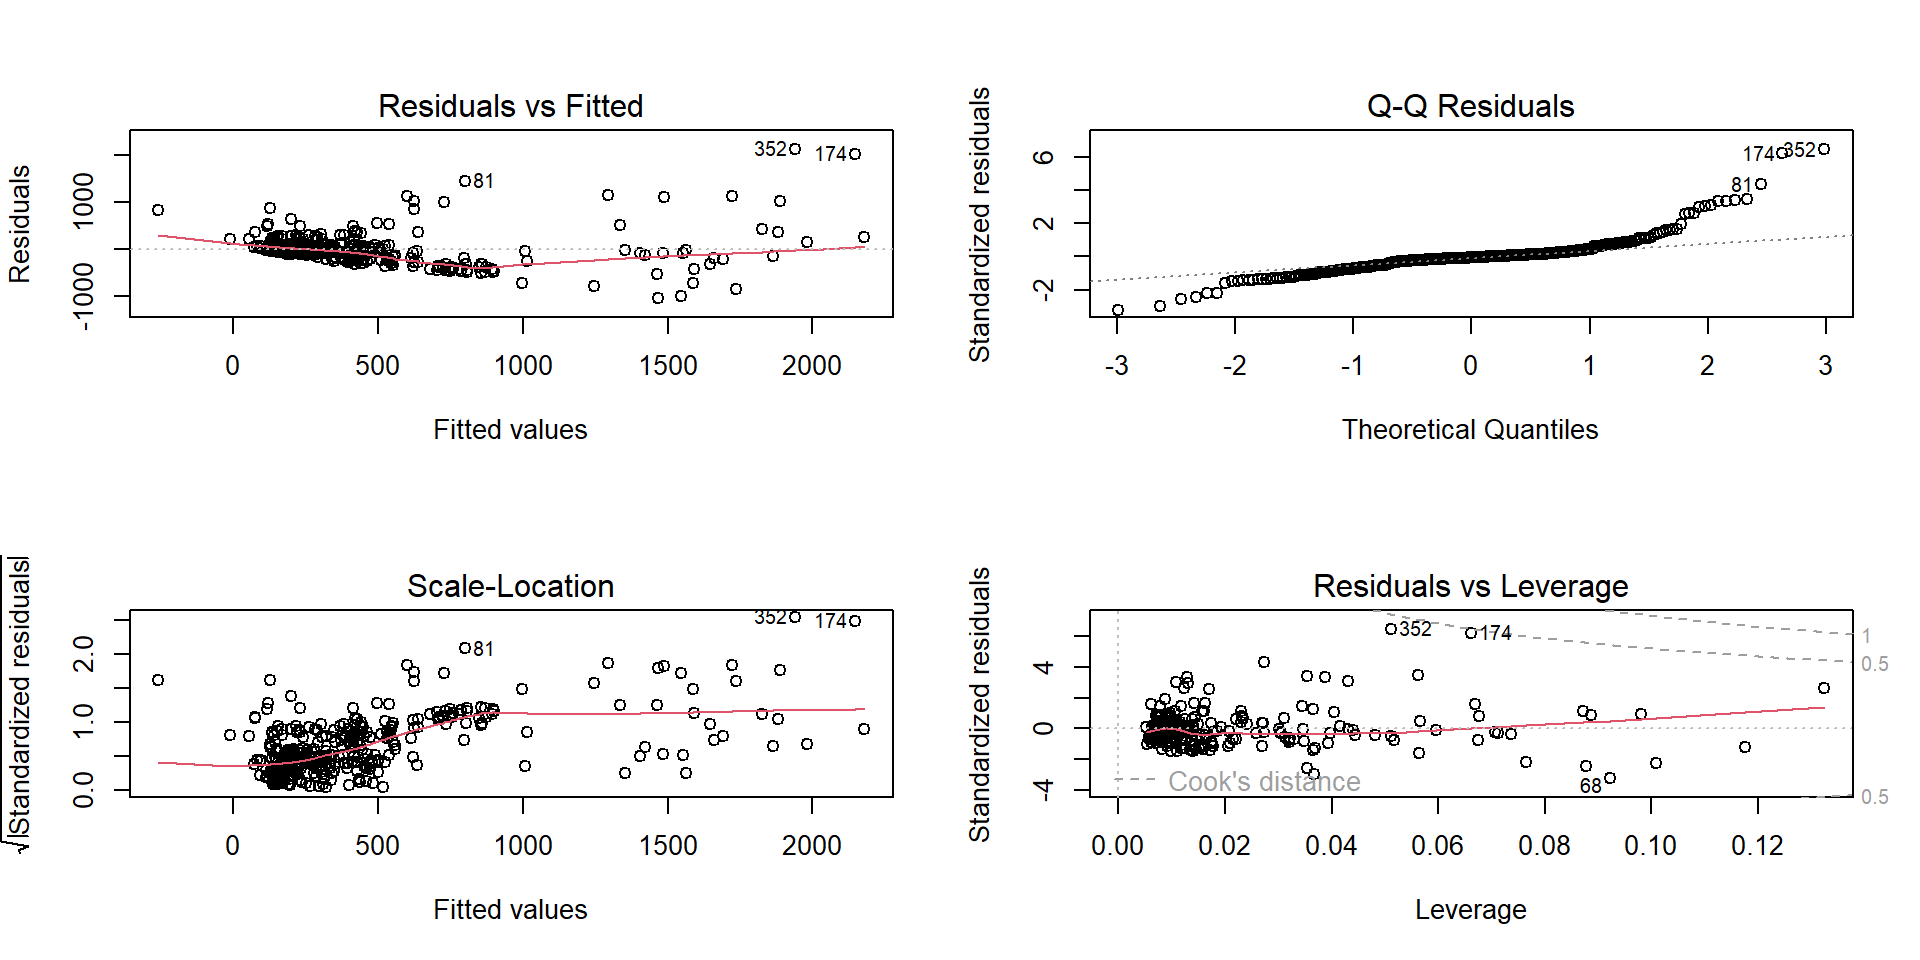 Residuals vs Fitted
Residuals
1000
-1000
352
174
81
0 500 1000 1500 2000
Fitted values
Q-Q Residuals
Standardized residuals
6
2
-2
174
352
81
-3 -2 -1 0 1 2 3
Theoretical Quantiles
Scale-Location
√|Standardized residuals|
2.0
1.0
0.0
352
174
81
0 500 1000 1500 2000
Fitted values
Residuals vs Leverage
Standardized residuals
4
0
-4
352
174
68
Cook's distance
1
0.5
0.5
0.00 0.02 0.04 0.06 0.08 0.10 0.12
Leverage